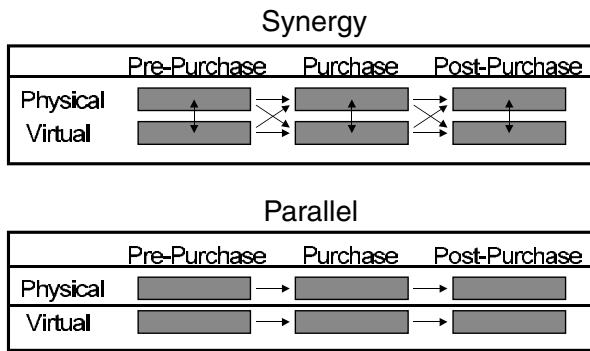 Synergy
Pre-Purchase Purchase Post-Purchase
Physical
Virtual
Parallel
Pre-Purchase Purchase Post-Purchase
Physical
Virtual